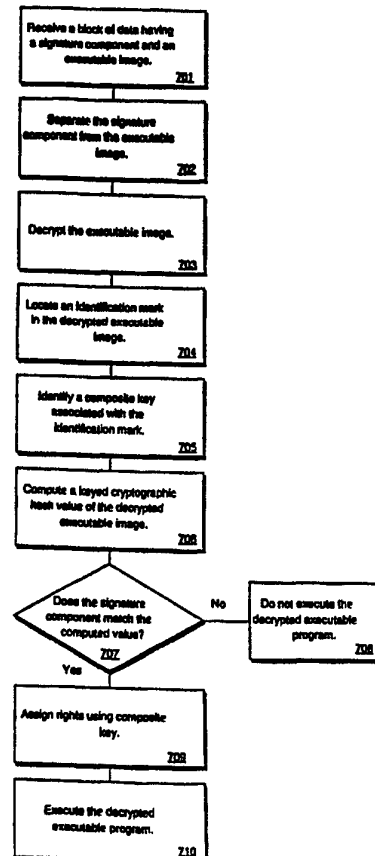 Receive a block of data having
a signature component and an
executable image.
701
Separate the signature
component from the executable
image.
702
Decrypt the executable image.
703
Locate an identification mark
in the decrypted executable
image.
704
Identify a composite key
associated with the
identification mark.
705
Compute a keyed cryptographic
hash value of the decrypted
executable image.
706
Does the signature
component match the
computed value?
707
No
Do not execute the
decrypted executable
program.
708
Yes
Assign rights using composite
key.
709
Execute the decrypted
executable program.
710